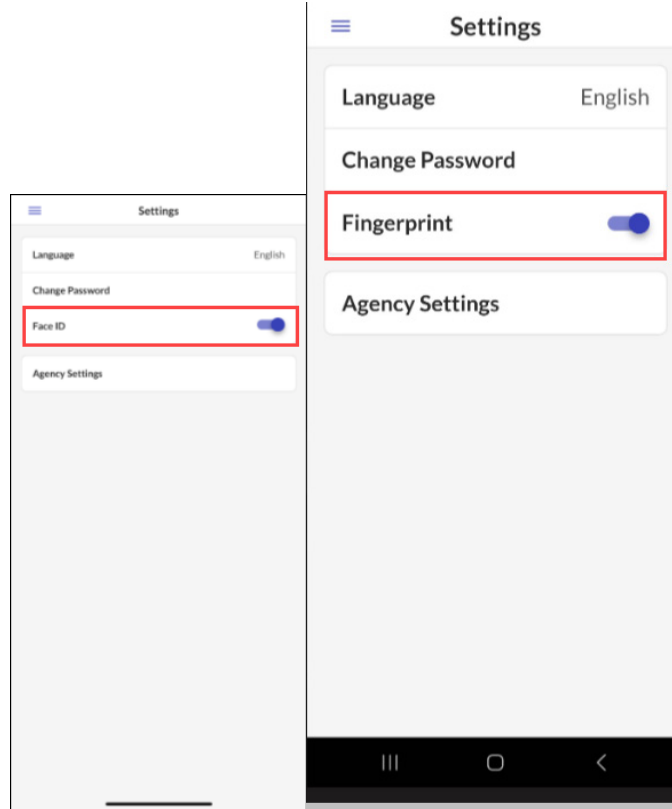 Settings
Language English
Change Password
Face ID
Agency Settings
Settings
Language English
Change Password
Fingerprint
Agency Settings